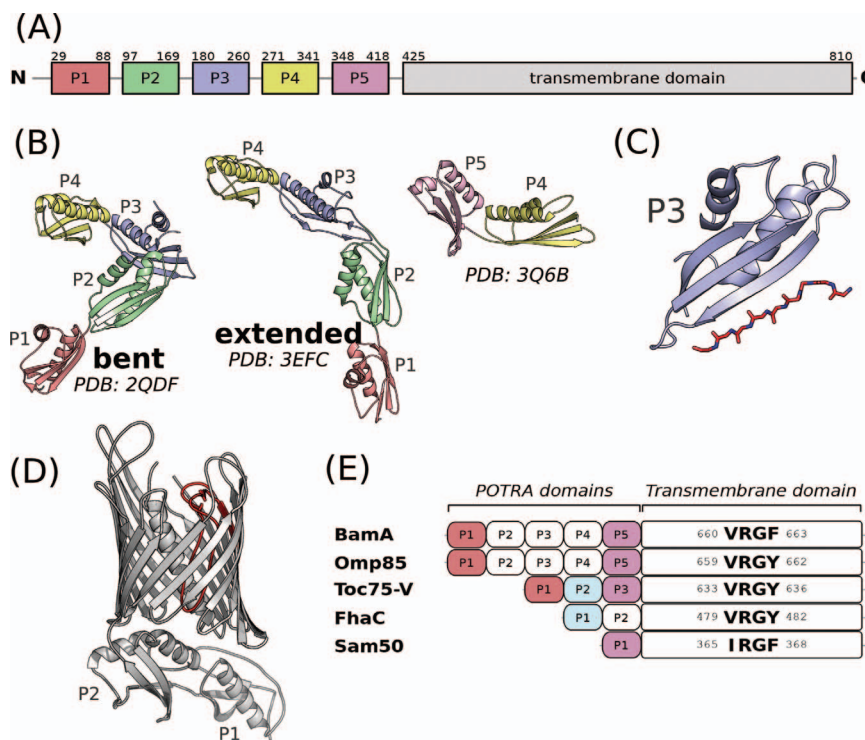 (A)
29 88 97 169 180 260 271 341 348 418 425 810
N P1 P2 P3 P4 P5 transmembrane domain
(B)
P4
P3
P2
P1
bent
PDB: 2QDF
P4
P3
P2
P1
extended
PDB: 3EFC
P5
P4
PDB: 3Q6B
(C)
P3
(D)
P2
P1
(E)
POTRA domains Transmembrane domain
BamA P1 P2 P3 P4 P5 660 VRGF 663
Omp85 P1 P2 P3 P4 P5 659 VRGY 662
Toc75-V P1 P2 P3 633 VRGY 636
FhaC P1 P2 479 VRGY 482
Sam50 P1 365 IRGF 368